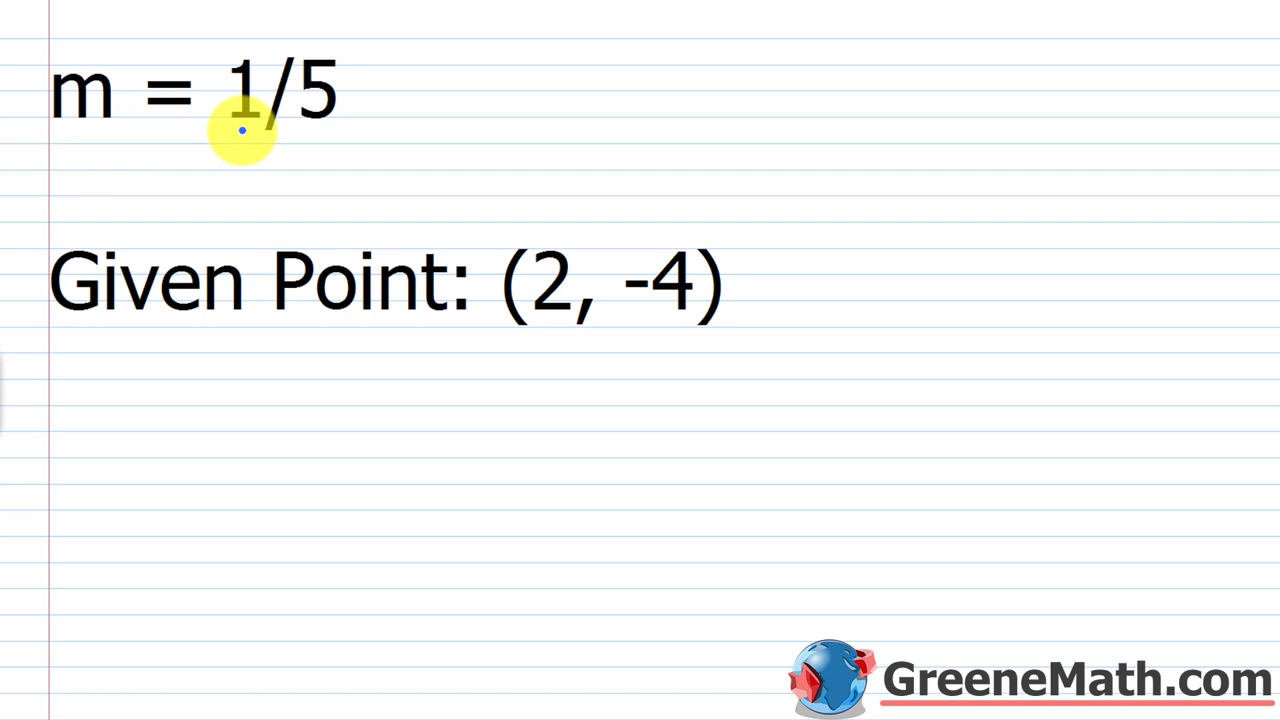 m = 1/5
Given Point: (2, -4)
GreeneMath.com